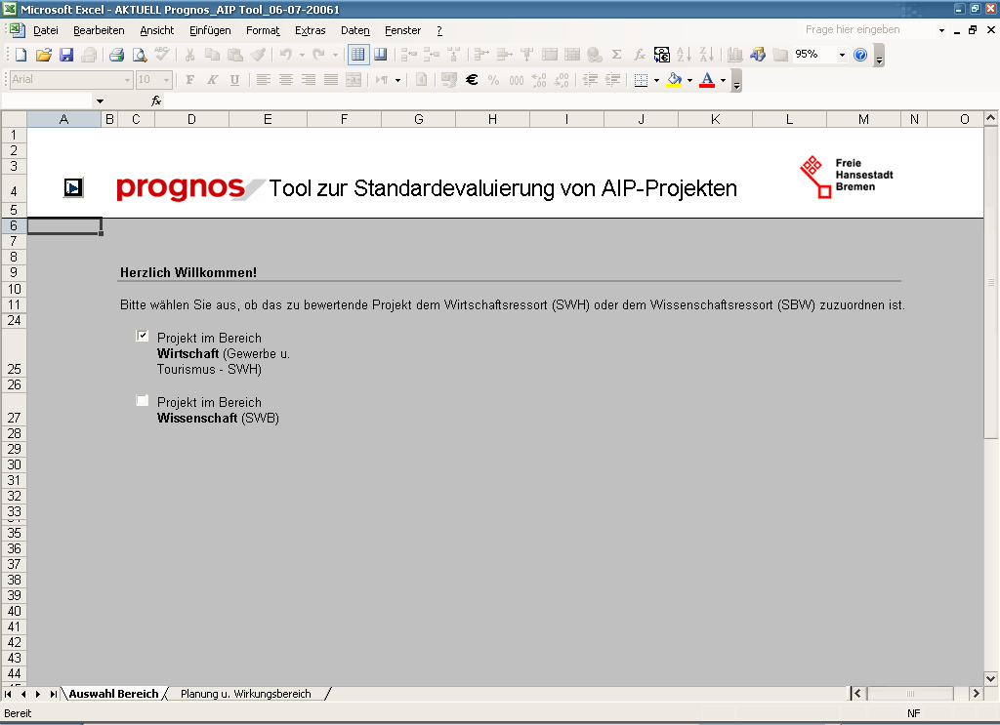 Microsoft Excel - AKTUELL Prognos_AIP Tool_06-07-20061
Datei Bearbeiten Ansicht Einfügen Format Extras Daten Fenster ? Frage hier eingeben
95%
Arial 10 F K U € % 000
fx
A B C D E F G H I J K L M N O
1
2
3
4
5
6
7
8
9
10
11
24
25
26
27
28
29
30
31
32
33
35
36
37
38
39
40
41
42
43
44
prognos Tool zur Standardevaluierung von AIP-Projekten
Freie
Hansestadt
Bremen
Herzlich Willkommen!
Bitte wählen Sie aus, ob das zu bewertende Projekt dem Wirtschaftsressort (SWH) oder dem Wissenschaftsressort (SBW) zuzuordnen ist.
Projekt im Bereich
Wirtschaft (Gewerbe u.
Tourismus - SWH)
Projekt im Bereich
Wissenschaft (SWB)
Auswahl Bereich Planung u. Wirkungsbereich
Bereit NF